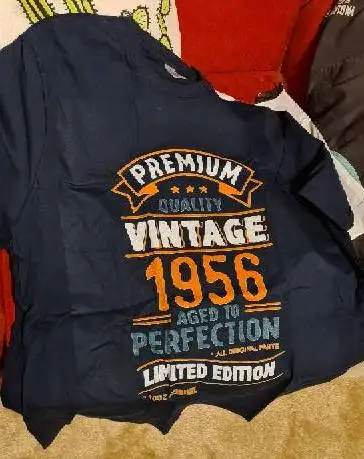 PREMIUM
QUALITY
VINTAGE
1956
AGED TO
PERFECTION
• ALL ORIGINAL PARTS
LIMITED EDITION